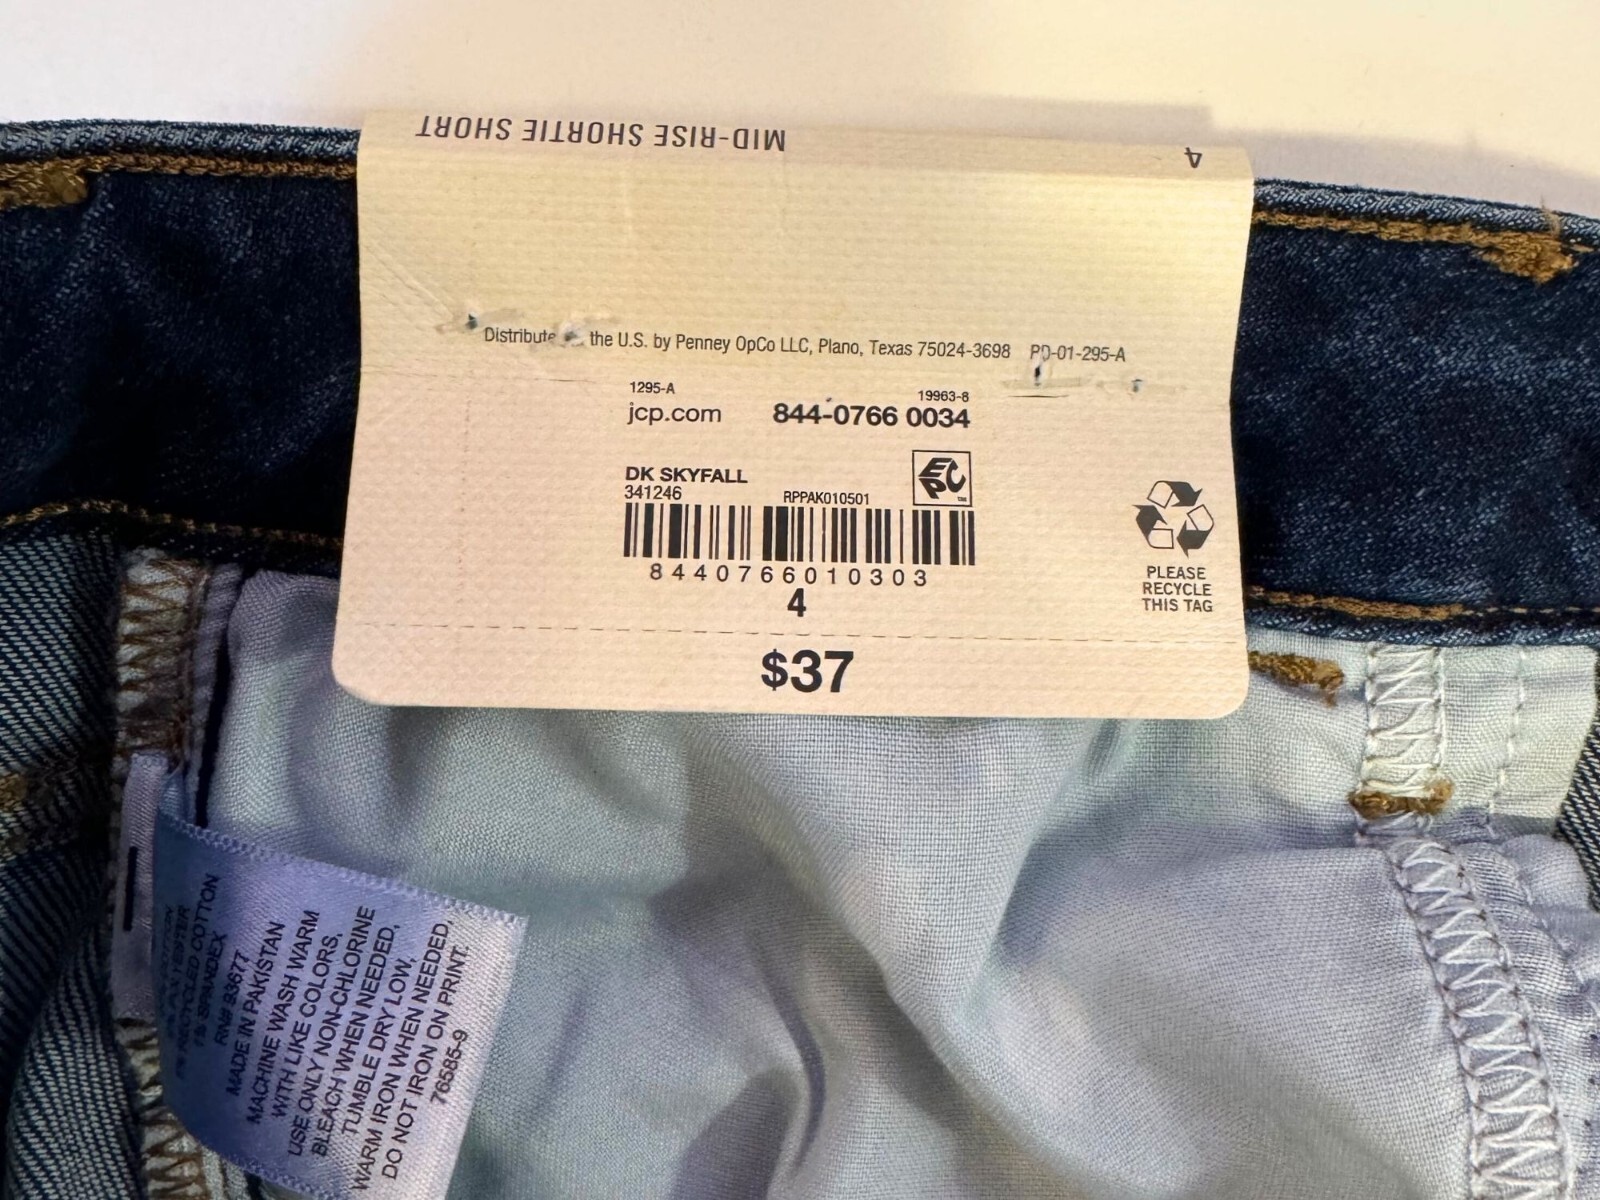 MID-RISE SHORTIE SHORT
4
Distribute the U.S. by Penney OpCo LLC, Plano, Texas 75024-3698 PD-01-295-A
1295-A 19963-8
jcp.com 844-0766 0034
DK SKYFALL
341246 RPPAK010501
EPC
8440766010303
4
$37
PLEASE
RECYCLE
THIS TAG
COTTON
RECYCLED COTTON
1% SPANDEX
RN# 93677
MADE IN PAKISTAN
MACHINE WASH WARM
WITH LIKE COLORS,
USE ONLY NON-CHLORINE
BLEACH WHEN NEEDED,
TUMBLE DRY LOW,
WARM IRON WHEN NEEDED,
DO NOT IRON ON PRINT.
76585-9